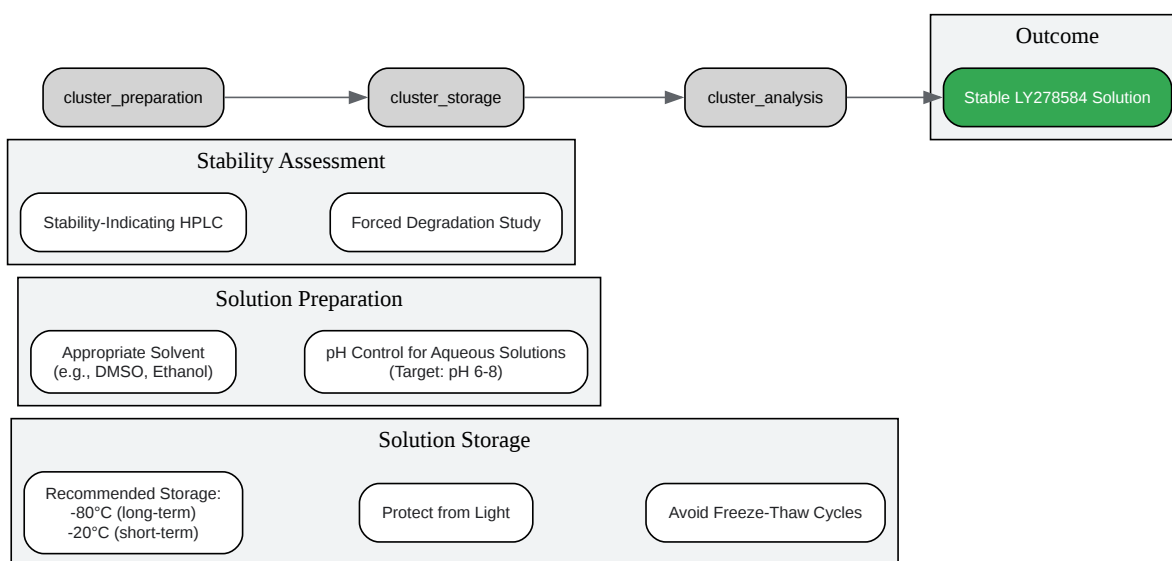 Outcome
cluster_preparation
cluster_storage
cluster_analysis
Stable LY278584 Solution
Stability Assessment
Stability-Indicating HPLC
Forced Degradation Study
Solution Preparation
Appropriate Solvent
(e.g., DMSO, Ethanol)
pH Control for Aqueous Solutions
(Target: pH 6-8)
Solution Storage
Recommended Storage:
-80°C (long-term)
-20°C (short-term)
Protect from Light
Avoid Freeze-Thaw Cycles